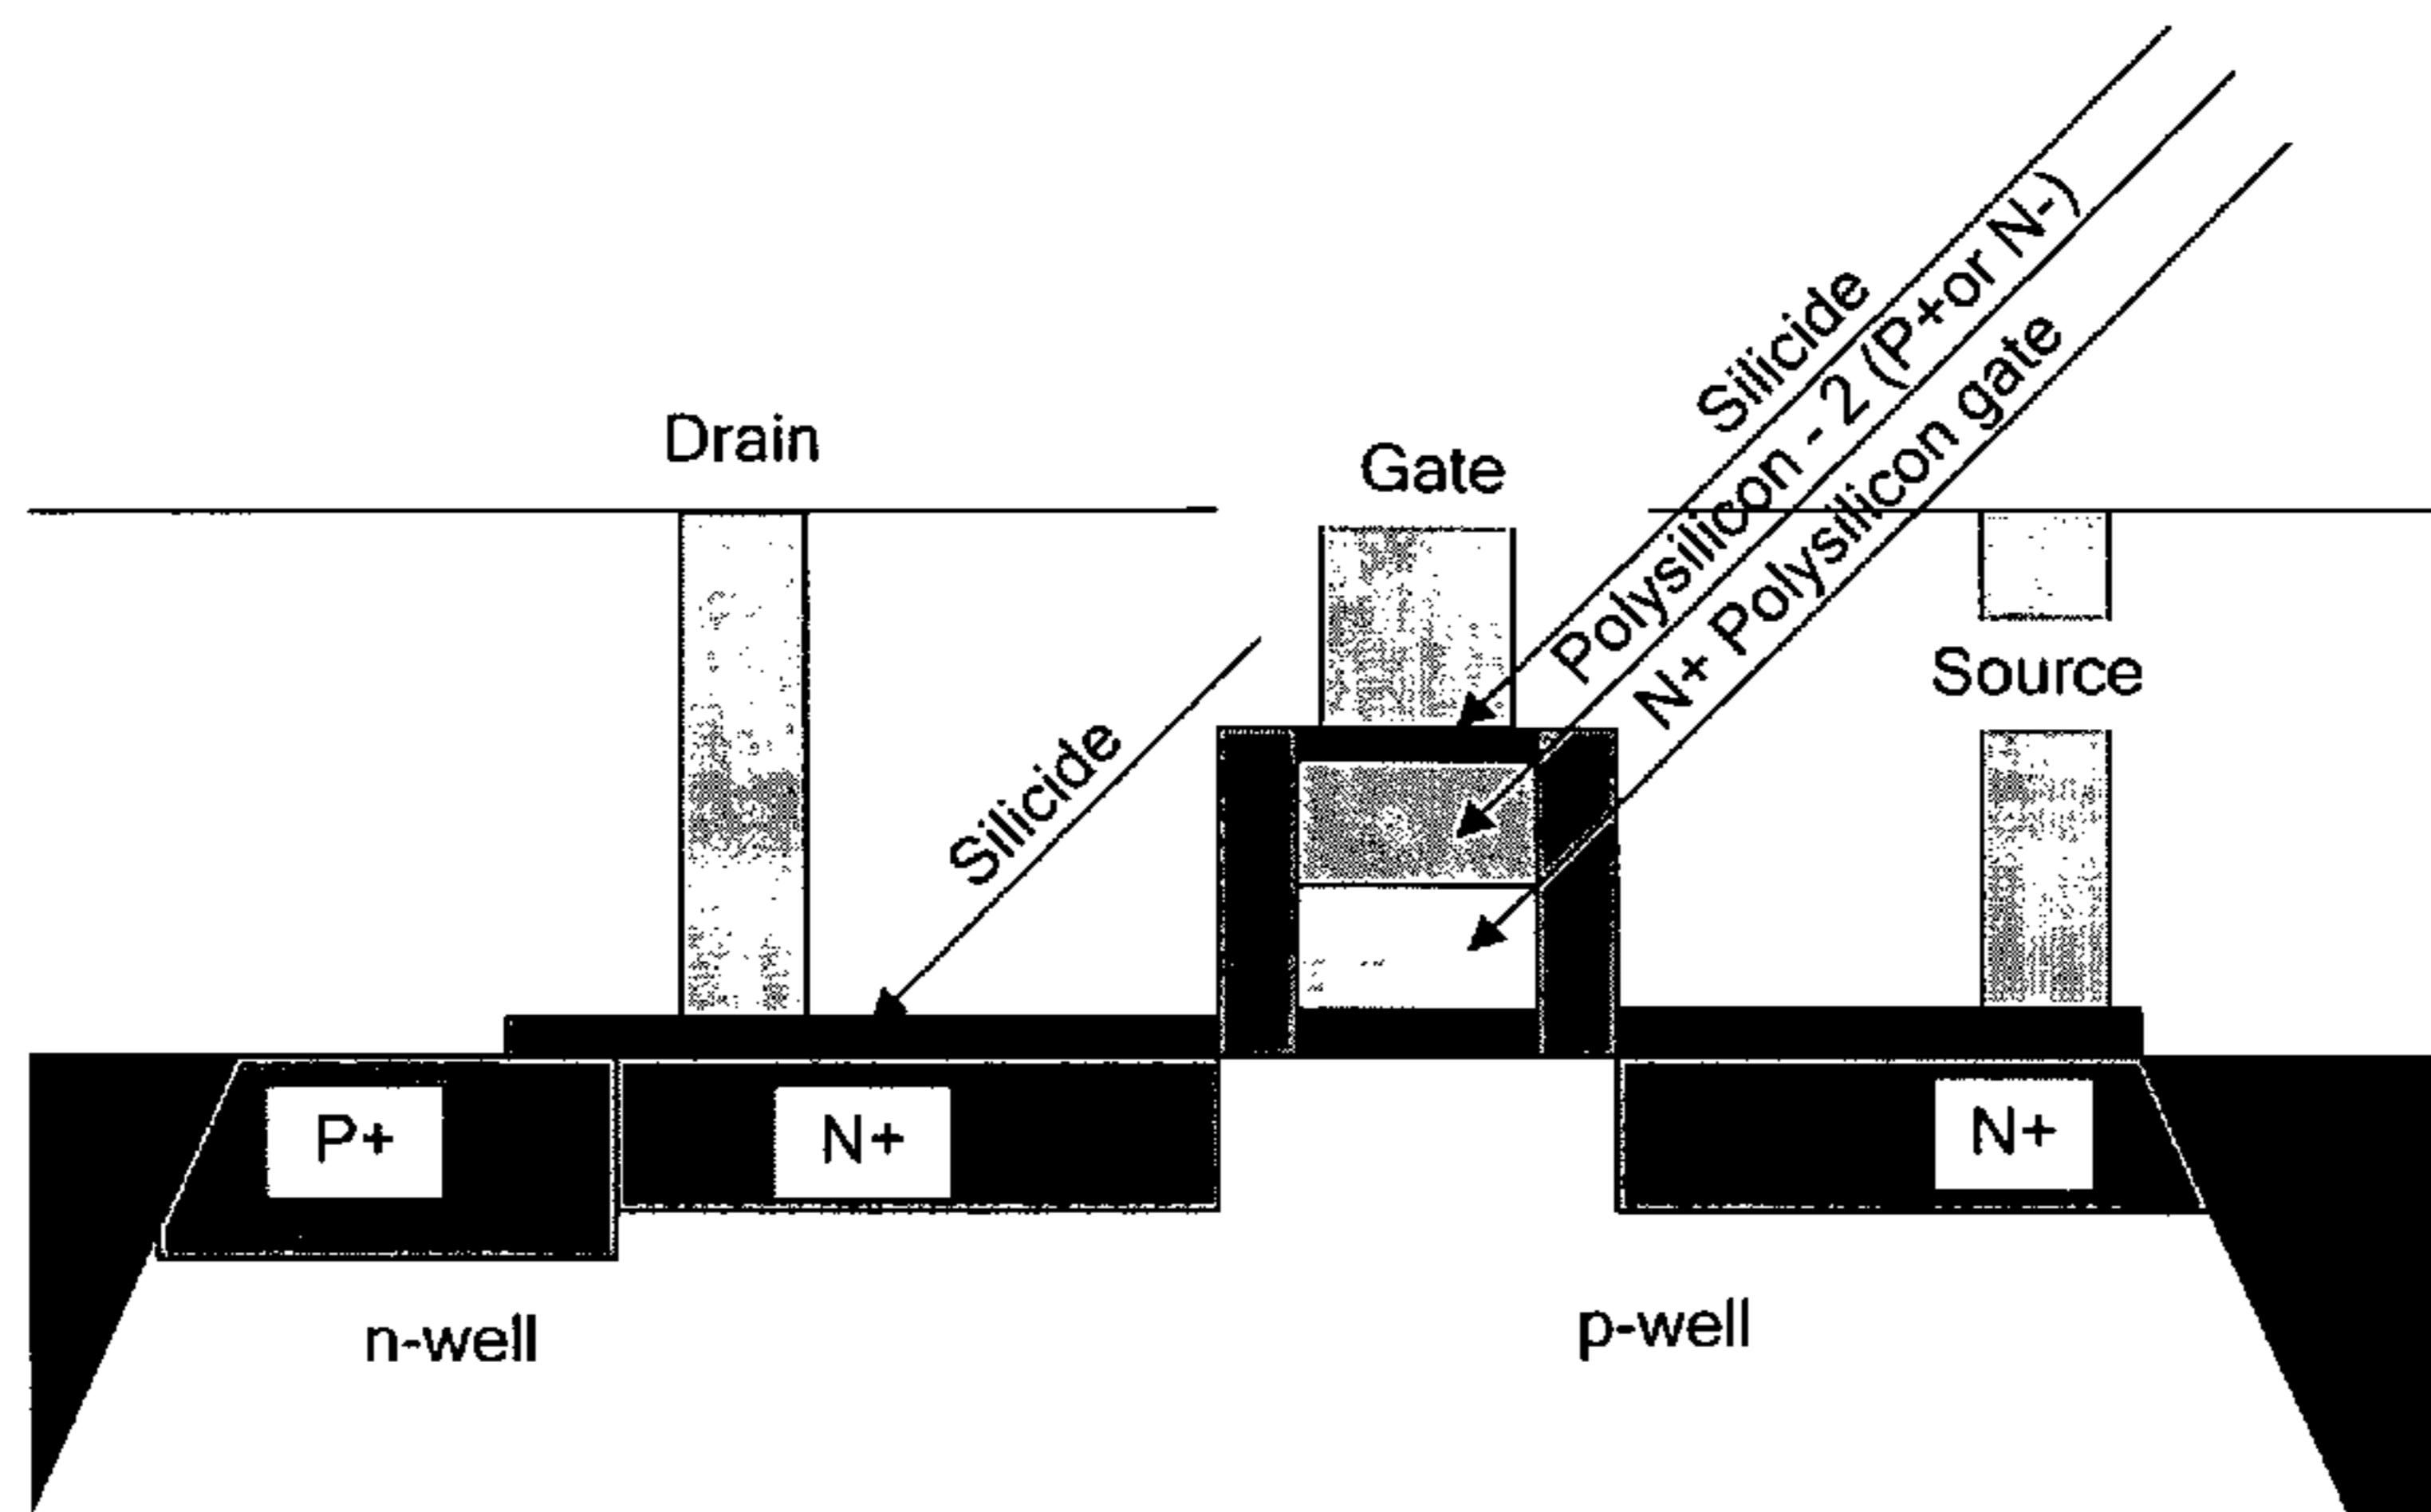 Silicide
Polysilicon - 2 (P+or N-)
N+ Polysilicon gate
Drain
Gate
Source
Silicide
P+
N+
N+
n-well
p-well